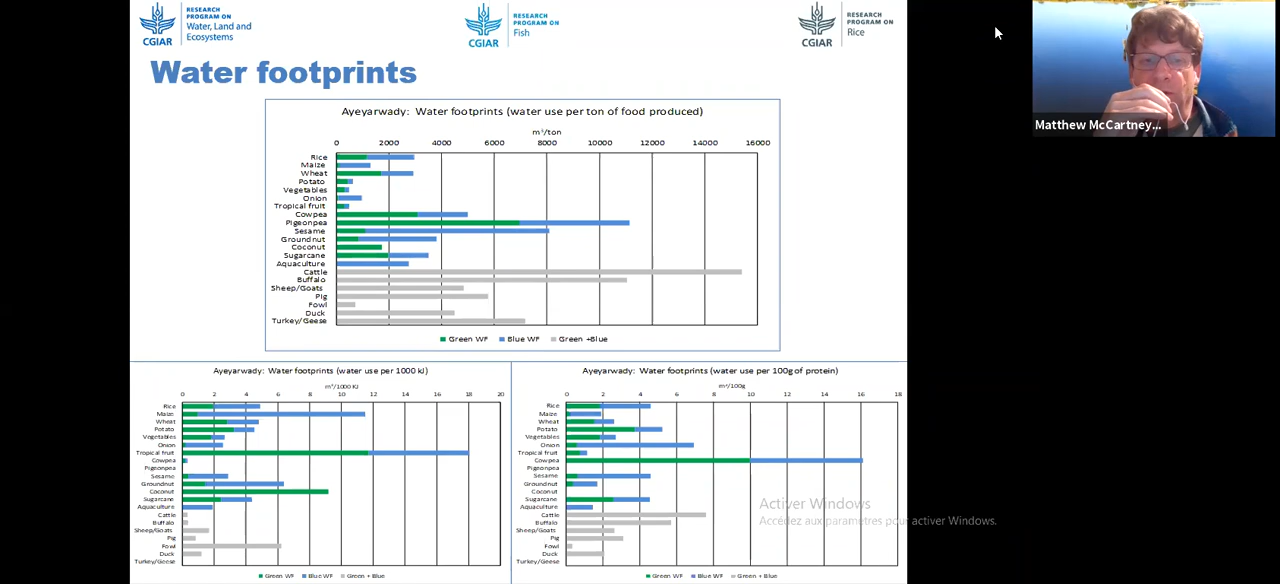 RESEARCH
PROGRAM ON
Water, Land and
Ecosystems
CGIAR
RESEARCH
PROGRAM ON
Fish
CGIAR
RESEARCH
PROGRAM ON
Rice
CGIAR
Matthew McCartney...
Water footprints
Ayeyarwady: Water footprints (water use per ton of food produced)
m³/ton
0 2000 4000 6000 8000 10000 12000 14000 16000
Rice
Maize
Wheat
Potato
Vegetables
Onion
Tropical fruit
Cowpea
Pigeonpea
Sesame
Groundnut
Coconut
Sugarcane
Aquaculture
Cattle
Buffalo
Sheep/Goats
Pig
Fowl
Duck
Turkey/Geese
Green WF Blue WF Green +Blue
Ayeyarwady: Water footprints (water use per 1000 kJ)
m³/1000 KJ
0 2 4 6 8 10 12 14 16 18 20
Rice
Maize
Wheat
Potato
Vegetables
Onion
Tropical fruit
Cowpea
Pigeonpea
Sesame
Groundnut
Coconut
Sugarcane
Aquaculture
Cattle
Buffalo
Sheep/Goats
Pig
Fowl
Duck
Turkey/Geese
Green WF Blue WF Green + Blue
Ayeyarwady: Water footprints (water use per 100g of protein)
m³/100g
0 2 4 6 8 10 12 14 16 18
Rice
Maize
Wheat
Potato
Vegetables
Onion
Tropical fruit
Cowpea
Pigeonpea
Sesame
Groundnut
Coconut
Sugarcane
Aquaculture
Cattle
Buffalo
Sheep/Goats
Pig
Fowl
Duck
Turkey/Geese
Green WF Blue WF Green + Blue
Activer Windows
Accédez aux paramètres pour activer Windows.